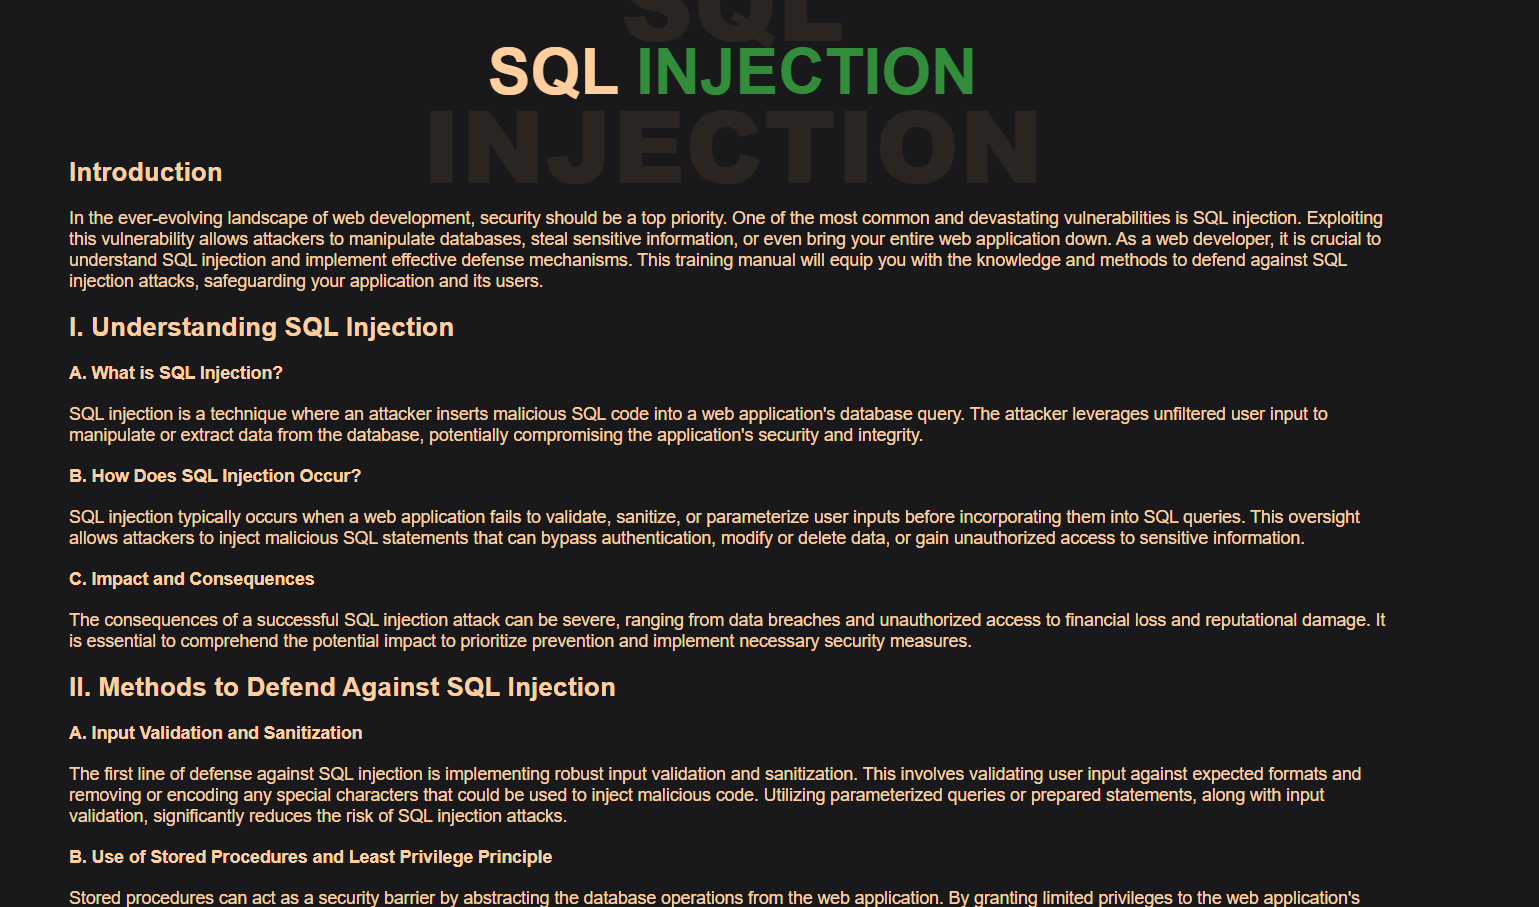 SQL
SQL INJECTION
INJECTION
Introduction
In the ever-evolving landscape of web development, security should be a top priority. One of the most common and devastating vulnerabilities is SQL injection. Exploiting
this vulnerability allows attackers to manipulate databases, steal sensitive information, or even bring your entire web application down. As a web developer, it is crucial to
understand SQL injection and implement effective defense mechanisms. This training manual will equip you with the knowledge and methods to defend against SQL
injection attacks, safeguarding your application and its users.
I. Understanding SQL Injection
A. What is SQL Injection?
SQL injection is a technique where an attacker inserts malicious SQL code into a web application's database query. The attacker leverages unfiltered user input to
manipulate or extract data from the database, potentially compromising the application's security and integrity.
B. How Does SQL Injection Occur?
SQL injection typically occurs when a web application fails to validate, sanitize, or parameterize user inputs before incorporating them into SQL queries. This oversight
allows attackers to inject malicious SQL statements that can bypass authentication, modify or delete data, or gain unauthorized access to sensitive information.
C. Impact and Consequences
The consequences of a successful SQL injection attack can be severe, ranging from data breaches and unauthorized access to financial loss and reputational damage. It
is essential to comprehend the potential impact to prioritize prevention and implement necessary security measures.
II. Methods to Defend Against SQL Injection
A. Input Validation and Sanitization
The first line of defense against SQL injection is implementing robust input validation and sanitization. This involves validating user input against expected formats and
removing or encoding any special characters that could be used to inject malicious code. Utilizing parameterized queries or prepared statements, along with input
validation, significantly reduces the risk of SQL injection attacks.
B. Use of Stored Procedures and Least Privilege Principle
Stored procedures can act as a security barrier by abstracting the database operations from the web application. By granting limited privileges to the web application's